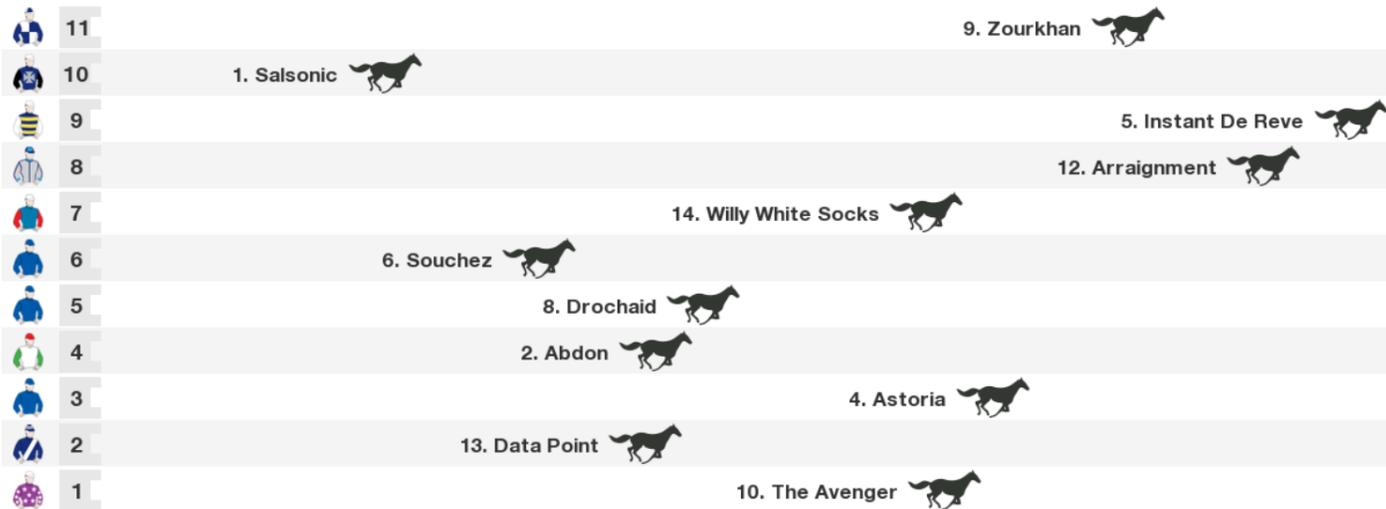 11 9. Zourkhan
10 1. Salsonic
9 5. Instant De Reve
8 12. Arraignment
7 14. Willy White Socks
6 6. Souchez
5 8. Drochaid
4 2. Abdon
3 4. Astoria
2 13. Data Point
1 10. The Avenger